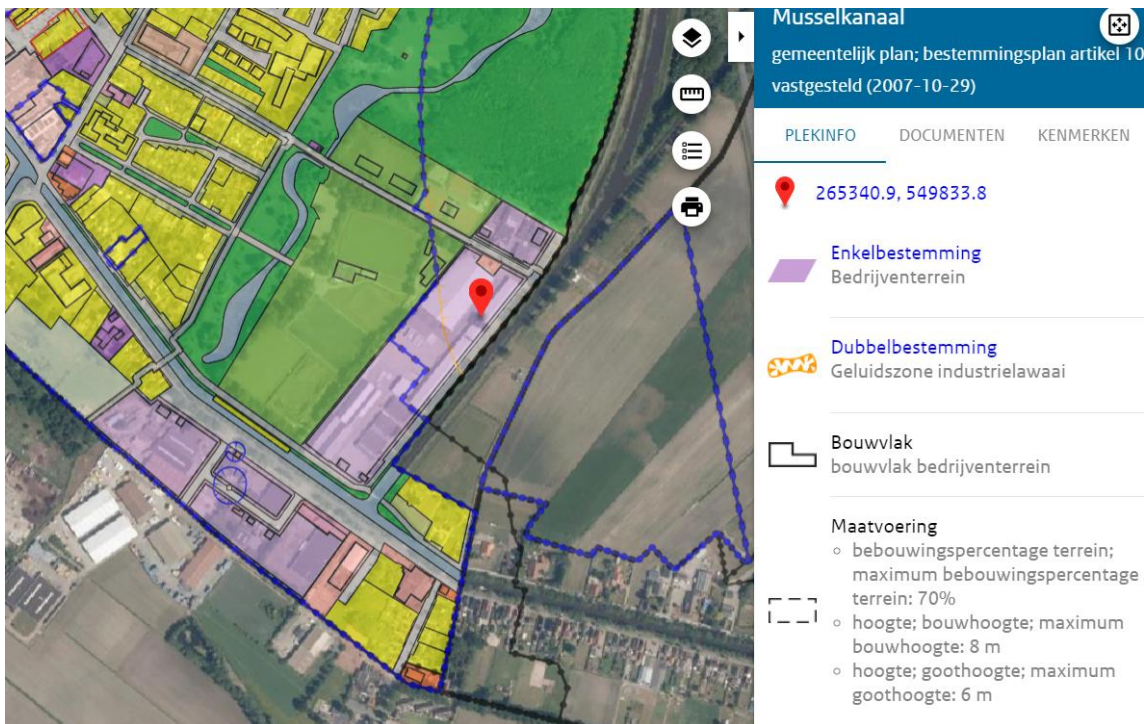 Musselkanaal
gemeentelijk plan; bestemmingsplan artikel 10
vastgesteld (2007-10-29)
PLEKINFO DOCUMENTEN KENMERKEN
265340.9, 549833.8
Enkelbestemming
Bedrijventerrein
Dubbelbestemming
Geluidszone industrielawaai
Bouwvlak
bouwvlak bedrijventerrein
Maatvoering
bebouwingspercentage terrein;
maximum bebouwingspercentage
terrein: 70%
hoogte; bouwhoogte; maximum
bouwhoogte: 8 m
hoogte; goothoogte; maximum
goothoogte: 6 m